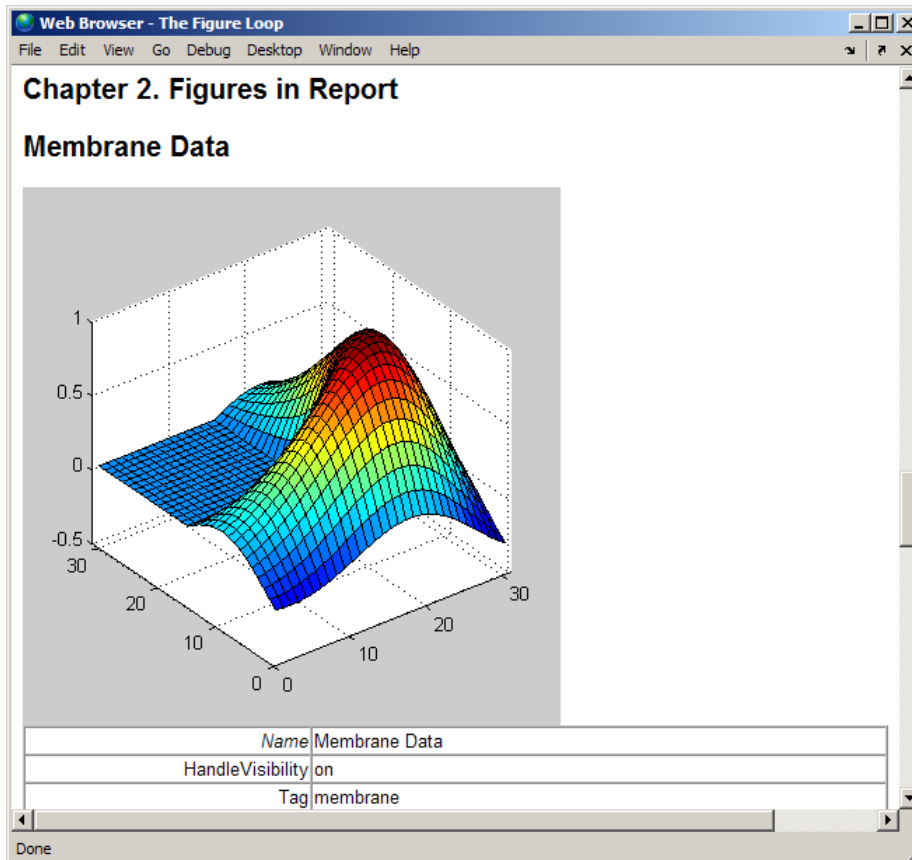 Web Browser - The Figure Loop
File Edit View Go Debug Desktop Window Help
Chapter 2. Figures in Report
Membrane Data
1
0.5
0
-0.5
30
20
10
0
0
10
20
30
Name Membrane Data
HandleVisibility on
Tag membrane
Done